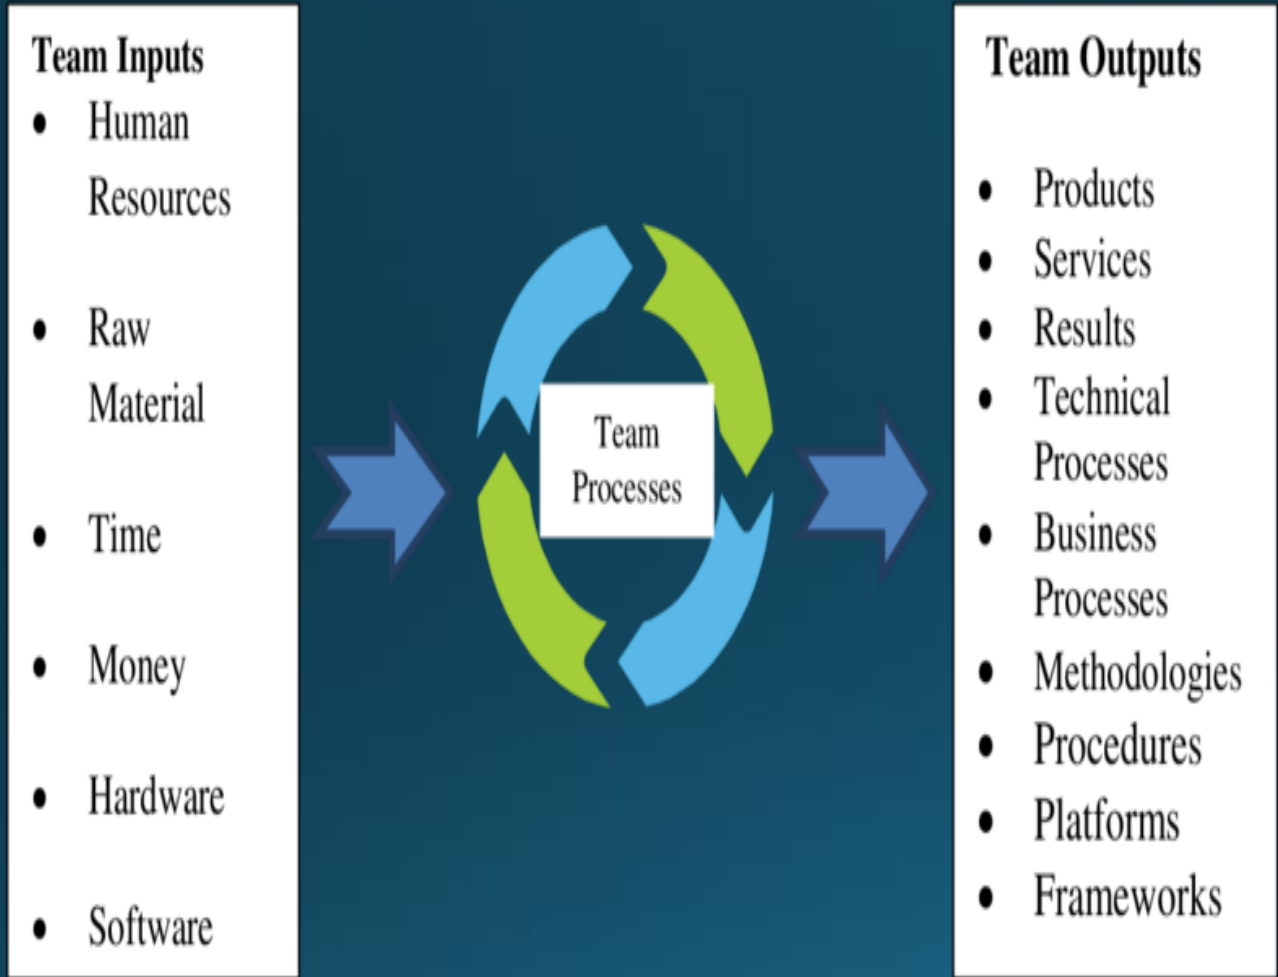 Team Inputs
• Human
Resources
• Raw
Material
• Time
• Money
• Hardware
• Software
Team
Processes
Team Outputs
• Products
• Services
• Results
• Technical
Processes
• Business
Processes
• Methodologies
• Procedures
• Platforms
• Frameworks